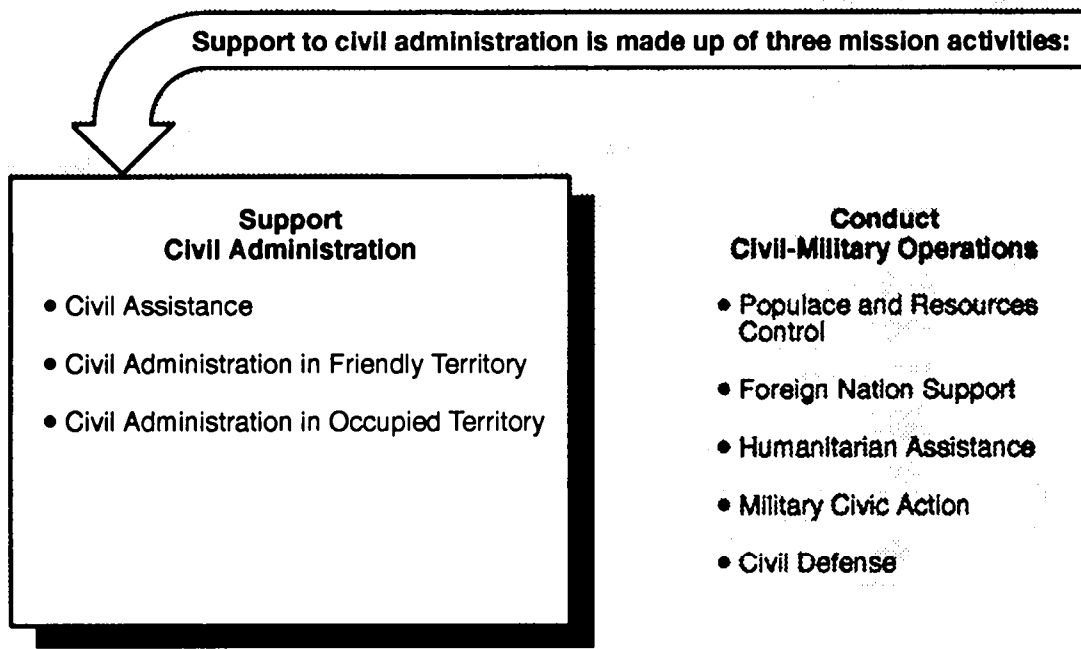 Support to civil administration is made up of three mission activities:
Support
Civil Administration
• Civil Assistance
• Civil Administration in Friendly Territory
• Civil Administration in Occupied Territory
Conduct
Civil-Military Operations
• Populace and Resources
Control
• Foreign Nation Support
• Humanitarian Assistance
• Military Civic Action
• Civil Defense